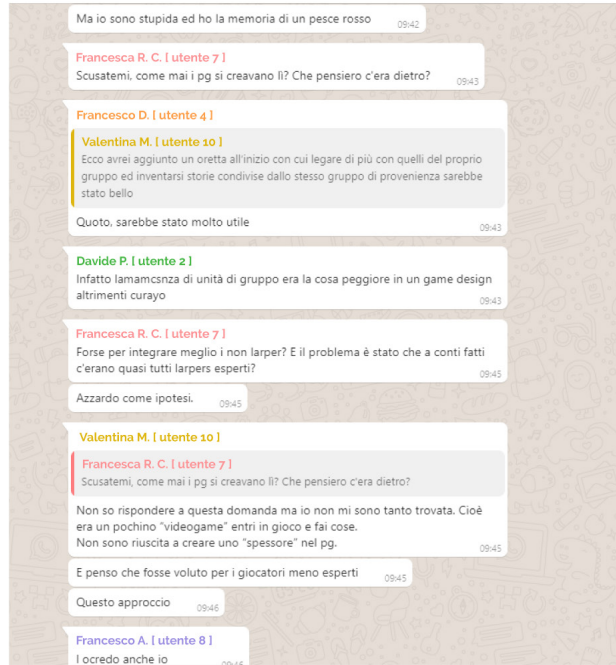 Ma io sono stupida ed ho la memoria di un pesce rosso
09:42
Francesca R. C. [ utente 7 ]
Scusatemi, come mai i pg si creavano lì? Che pensiero c'era dietro?
09:43
Francesco D. [ utente 4 ]
Valentina M. [ utente 10 ]
Ecco avrei aggiunto un oretta all'inizio con cui legare di più con quelli del proprio
gruppo ed inventarsi storie condivise dallo stesso gruppo di provenienza sarebbe
stato bello
Quoto, sarebbe stato molto utile
09:43
Davide P. [ utente 2 ]
Infatto lamamcsnza di unità di gruppo era la cosa peggiore in un game design
altrimenti curayo
09:43
Francesca R. C. [ utente 7 ]
Forse per integrare meglio i non larper? E il problema è stato che a conti fatti
c'erano quasi tutti larpers esperti?
09:45
Azzardo come ipotesi.
09:45
Valentina M. [ utente 10 ]
Francesca R. C. [ utente 7 ]
Scusatemi, come mai i pg si creavano lì? Che pensiero c'era dietro?
Non so rispondere a questa domanda ma io non mi sono tanto trovata. Cioè
era un pochino "videogame" entri in gioco e fai cose.
Non sono riuscita a creare uno "spessore" nel pg.
09:45
E penso che fosse voluto per i giocatori meno esperti
09:45
Questo approccio
09:46
Francesco A. [ utente 8 ]
I ocredo anche io
09:46